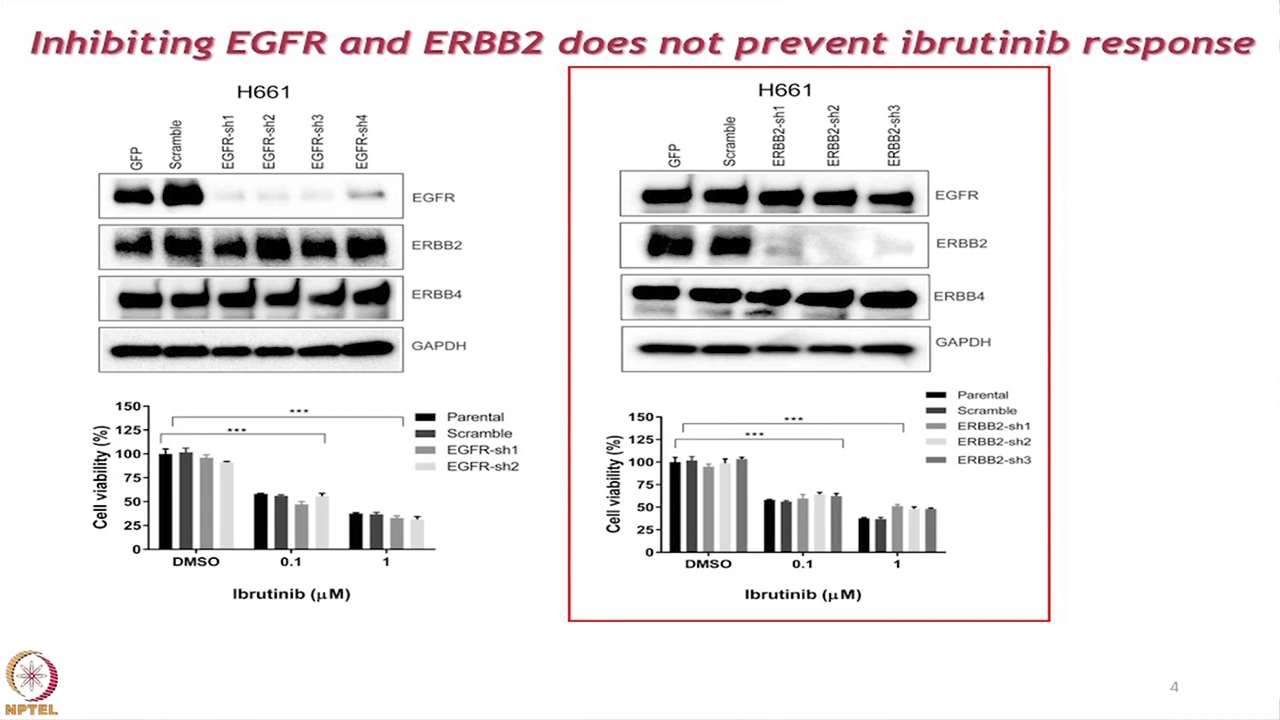 Inhibiting EGFR and ERBB2 does not prevent ibrutinib response
H661
GFP
Scramble
EGFR-sh1
EGFR-sh2
EGFR-sh3
EGFR-sh4
EGFR
ERBB2
ERBB4
GAPDH
150
125
100
75
50
25
0
Cell viability (%)
***
***
Parental
Scramble
EGFR-sh1
EGFR-sh2
DMSO 0.1 1
Ibrutinib (μM)
H661
GFP
Scramble
ERBB2-sh1
ERBB2-sh2
ERBB2-sh3
EGFR
ERBB2
ERBB4
GAPDH
150
125
100
75
50
25
0
Cell viability (%)
***
***
Parental
Scramble
ERBB2-sh1
ERBB2-sh2
ERBB2-sh3
DMSO 0.1 1
Ibrutinib (μM)
NPTEL
4